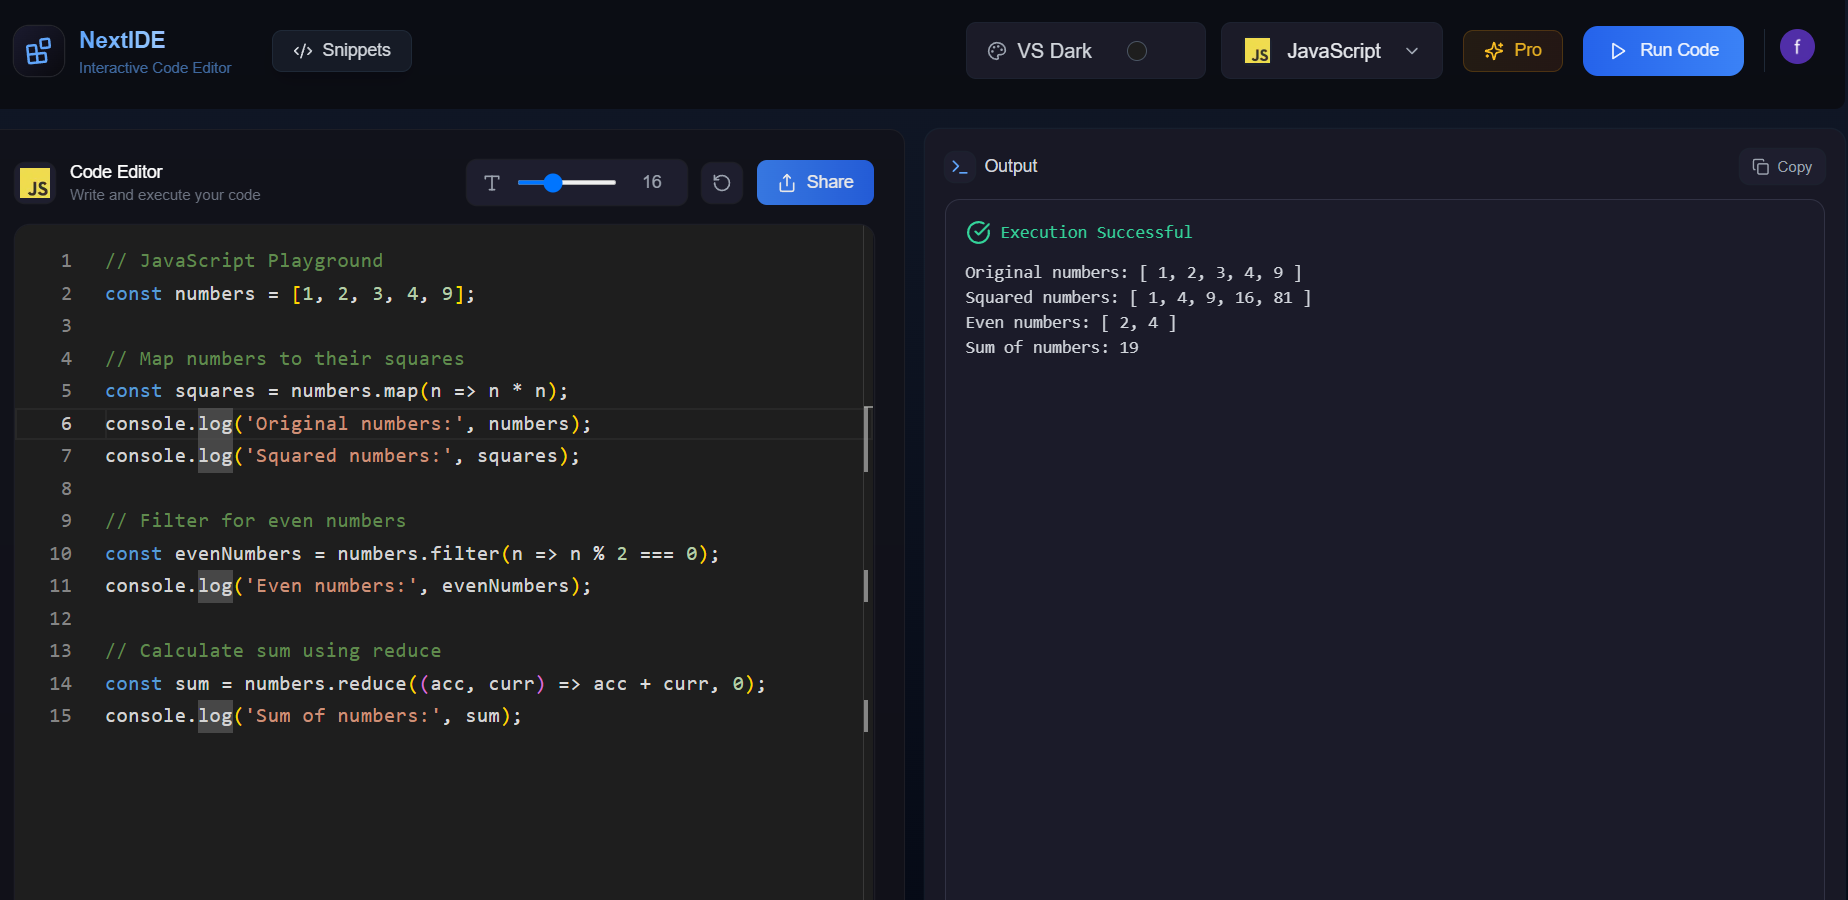 NextIDE
Interactive Code Editor
</> Snippets
VS Dark
JS JavaScript
Pro
Run Code
f
JS
Code Editor
Write and execute your code
T 16
Share
1 // JavaScript Playground
2 const numbers = [1, 2, 3, 4, 9];
3
4 // Map numbers to their squares
5 const squares = numbers.map(n => n * n);
6 console.log('Original numbers:', numbers);
7 console.log('Squared numbers:', squares);
8
9 // Filter for even numbers
10 const evenNumbers = numbers.filter(n => n % 2 === 0);
11 console.log('Even numbers:', evenNumbers);
12
13 // Calculate sum using reduce
14 const sum = numbers.reduce((acc, curr) => acc + curr, 0);
15 console.log('Sum of numbers:', sum);
Output
Copy
Execution Successful
Original numbers: [ 1, 2, 3, 4, 9 ]
Squared numbers: [ 1, 4, 9, 16, 81 ]
Even numbers: [ 2, 4 ]
Sum of numbers: 19